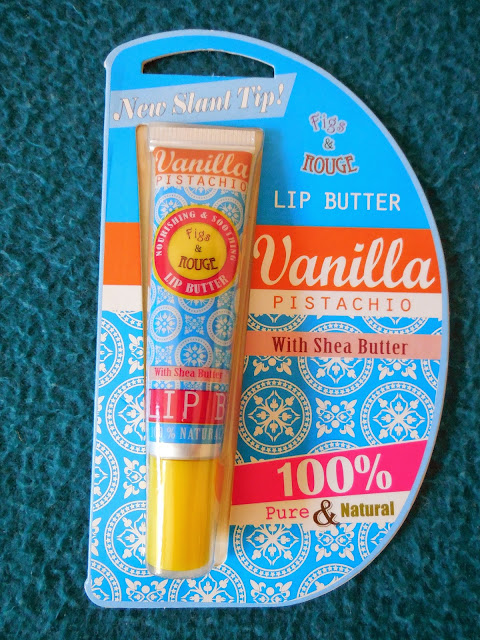 New Slant Tip!
Figs
&
ROUGE
LIP BUTTER
Vanilla
PISTACHIO
With Shea Butter
100%
Pure & Natural
Vanilla
PISTACHIO
NOURISHING & SOOTHING
Figs
&
ROUGE
LIP BUTTER
With Shea Butter
LIP B
% NATURAL